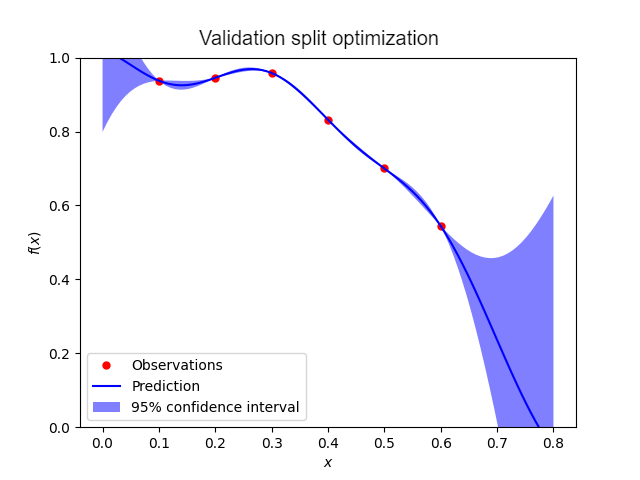 Validation split optimization
1.0
0.8
0.6
0.4
0.2
0.0
f(x)
Observations
Prediction
95% confidence interval
0.0 0.1 0.2 0.3 0.4 0.5 0.6 0.7 0.8
x